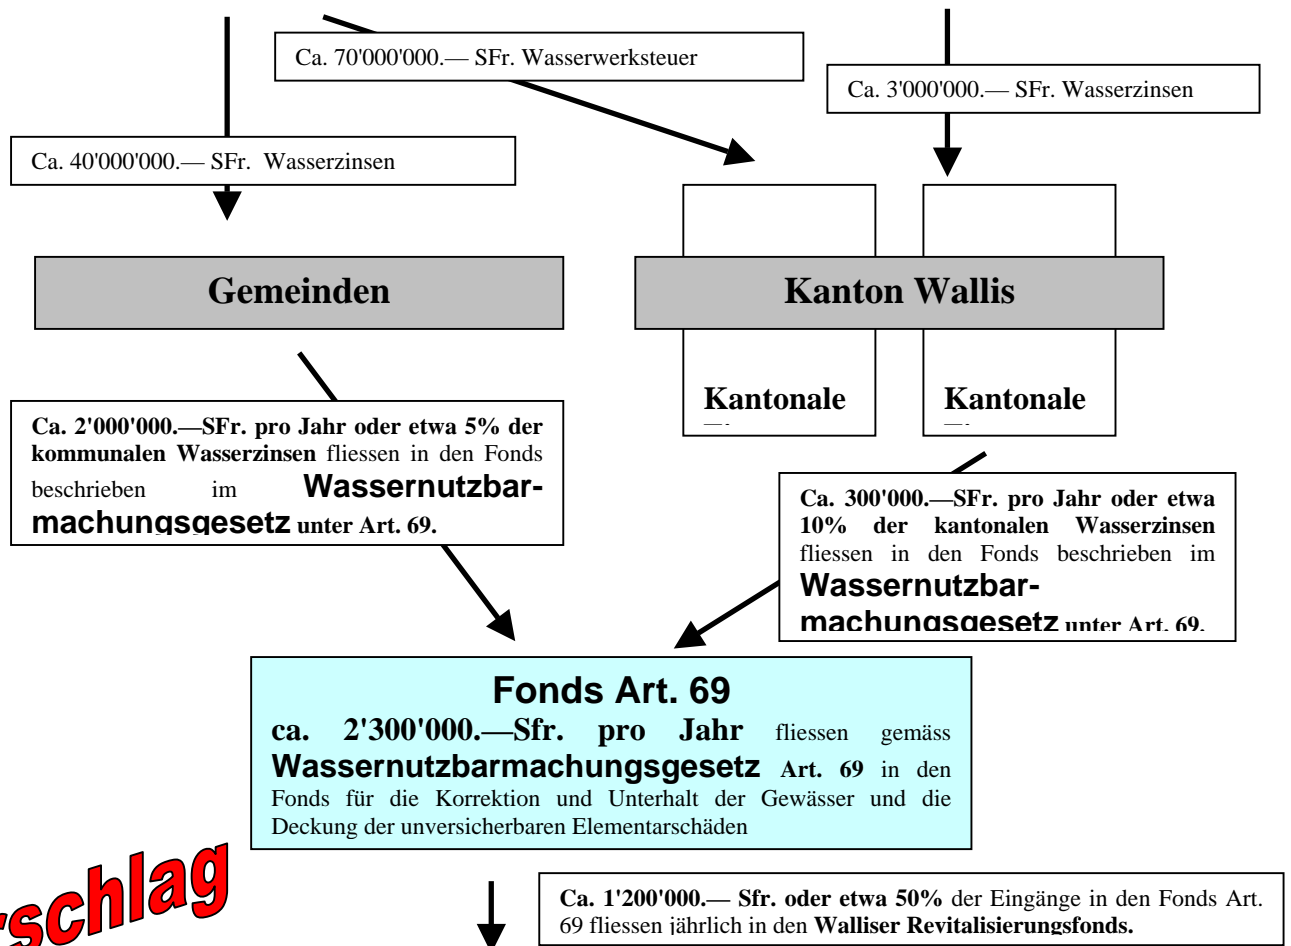 Ca. 70'000'000.— SFr. Wasserwerksteuer
Ca. 3'000'000.— SFr. Wasserzinsen
Ca. 40'000'000.— SFr. Wasserzinsen
Gemeinden
Kanton Wallis
Kantonale
Kantonale
Ca. 2'000'000.—SFr. pro Jahr oder etwa 5% der
kommunalen Wasserzinsen fliessen in den Fonds
beschrieben im Wassernutzbar-
machungsgesetz unter Art. 69.
Ca. 300'000.—SFr. pro Jahr oder etwa
10% der kantonalen Wasserzinsen
fliessen in den Fonds beschrieben im
Wassernutzbar-
machungsgesetz unter Art. 69.
Fonds Art. 69
ca. 2'300'000.—Sfr. pro Jahr fliessen gemäss
Wassernutzbarmachungsgesetz Art. 69 in den
Fonds für die Korrektion und Unterhalt der Gewässer und die
Deckung der unversicherbaren Elementarschäden
rschlag
Ca. 1'200'000.— Sfr. oder etwa 50% der Eingänge in den Fonds Art.
69 fliessen jährlich in den Walliser Revitalisierungsfonds.